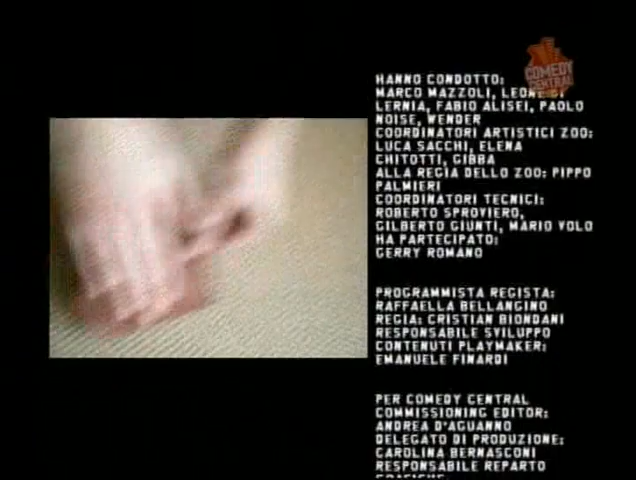 COMEDY
CENTRAL
HANNO CONDOTTO:
MARCO MAZZOLI, LEONE DI
LERNIA, FABIO ALISEI, PAOLO
NOISE, WENDER
COORDINATORI ARTISTICI ZOO:
LUCA SACCHI, ELENA
CHITOTTI, GIBBA
ALLA REGIA DELLO ZOO: PIPPO
PALMIERI
COORDINATORI TECNICI:
ROBERTO SPROVIERO,
GILBERTO GIUNTI, MARIO VOLO
HA PARTECIPATO:
GERRY ROMANO
PROGRAMMISTA REGISTA:
RAFFAELLA BELLANGINO
REGIA: CRISTIAN BIONDANI
RESPONSABILE SVILUPPO
CONTENUTI PLAYMAKER:
EMANUELE FINARDI
PER COMEDY CENTRAL
COMMISSIONING EDITOR:
ANDREA D'AGUANNO
DELEGATO DI PRODUZIONE:
CAROLINA BERNASCONI
RESPONSABILE REPARTO